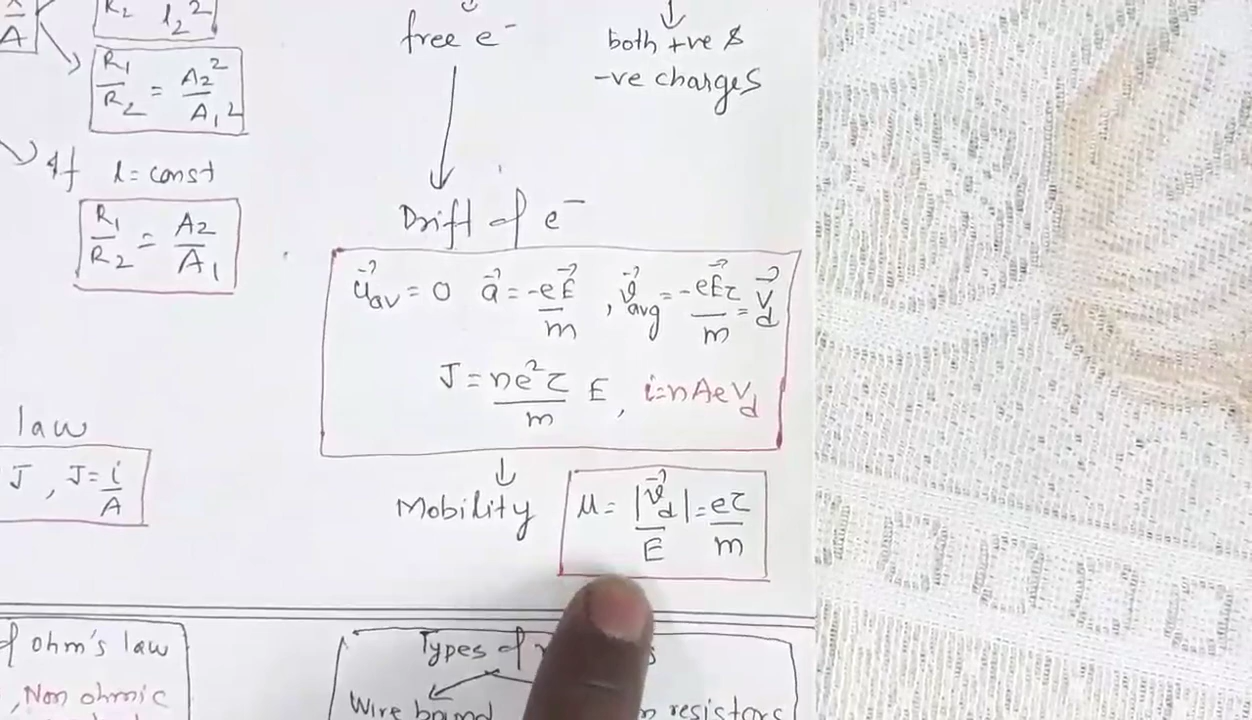 A
R2 l2²
R1/R2 = A2²/A1²
If l = const
R1/R2 = A2/A1
free e⁻
both +ve &
-ve charges
Drift of e⁻
u⃗av = 0 a⃗ = -eE⃗/m , v⃗avg = -eE⃗τ/m = V⃗d
J = ne²τ/m E, i = nAeVd
Mobility μ = |v⃗d|/E = eτ/m
law
J , J = i/A
of ohm's law
, Non ohmic
Types of
Wire bound
resistors